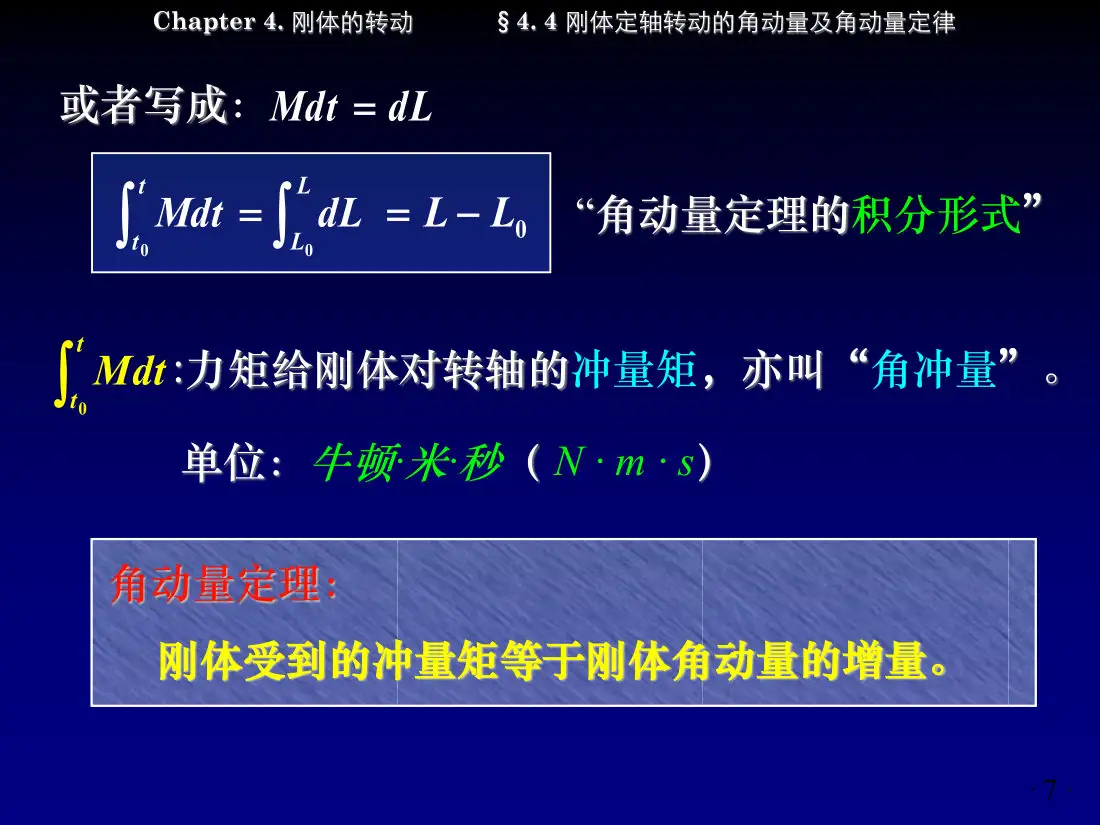 Chapter 4. 刚体的转动 §4. 4 刚体定轴转动的角动量及角动量定律
或者写成：Mdt = dL
∫_{t₀}^{t} Mdt = ∫_{L₀}^{L} dL = L − L₀ “角动量定理的积分形式”
∫_{t₀}^{t} Mdt :力矩给刚体对转轴的冲量矩，亦叫“角冲量”。
单位：牛顿·米·秒（N · m · s）
角动量定理：
刚体受到的冲量矩等于刚体角动量的增量。
· 7 ·